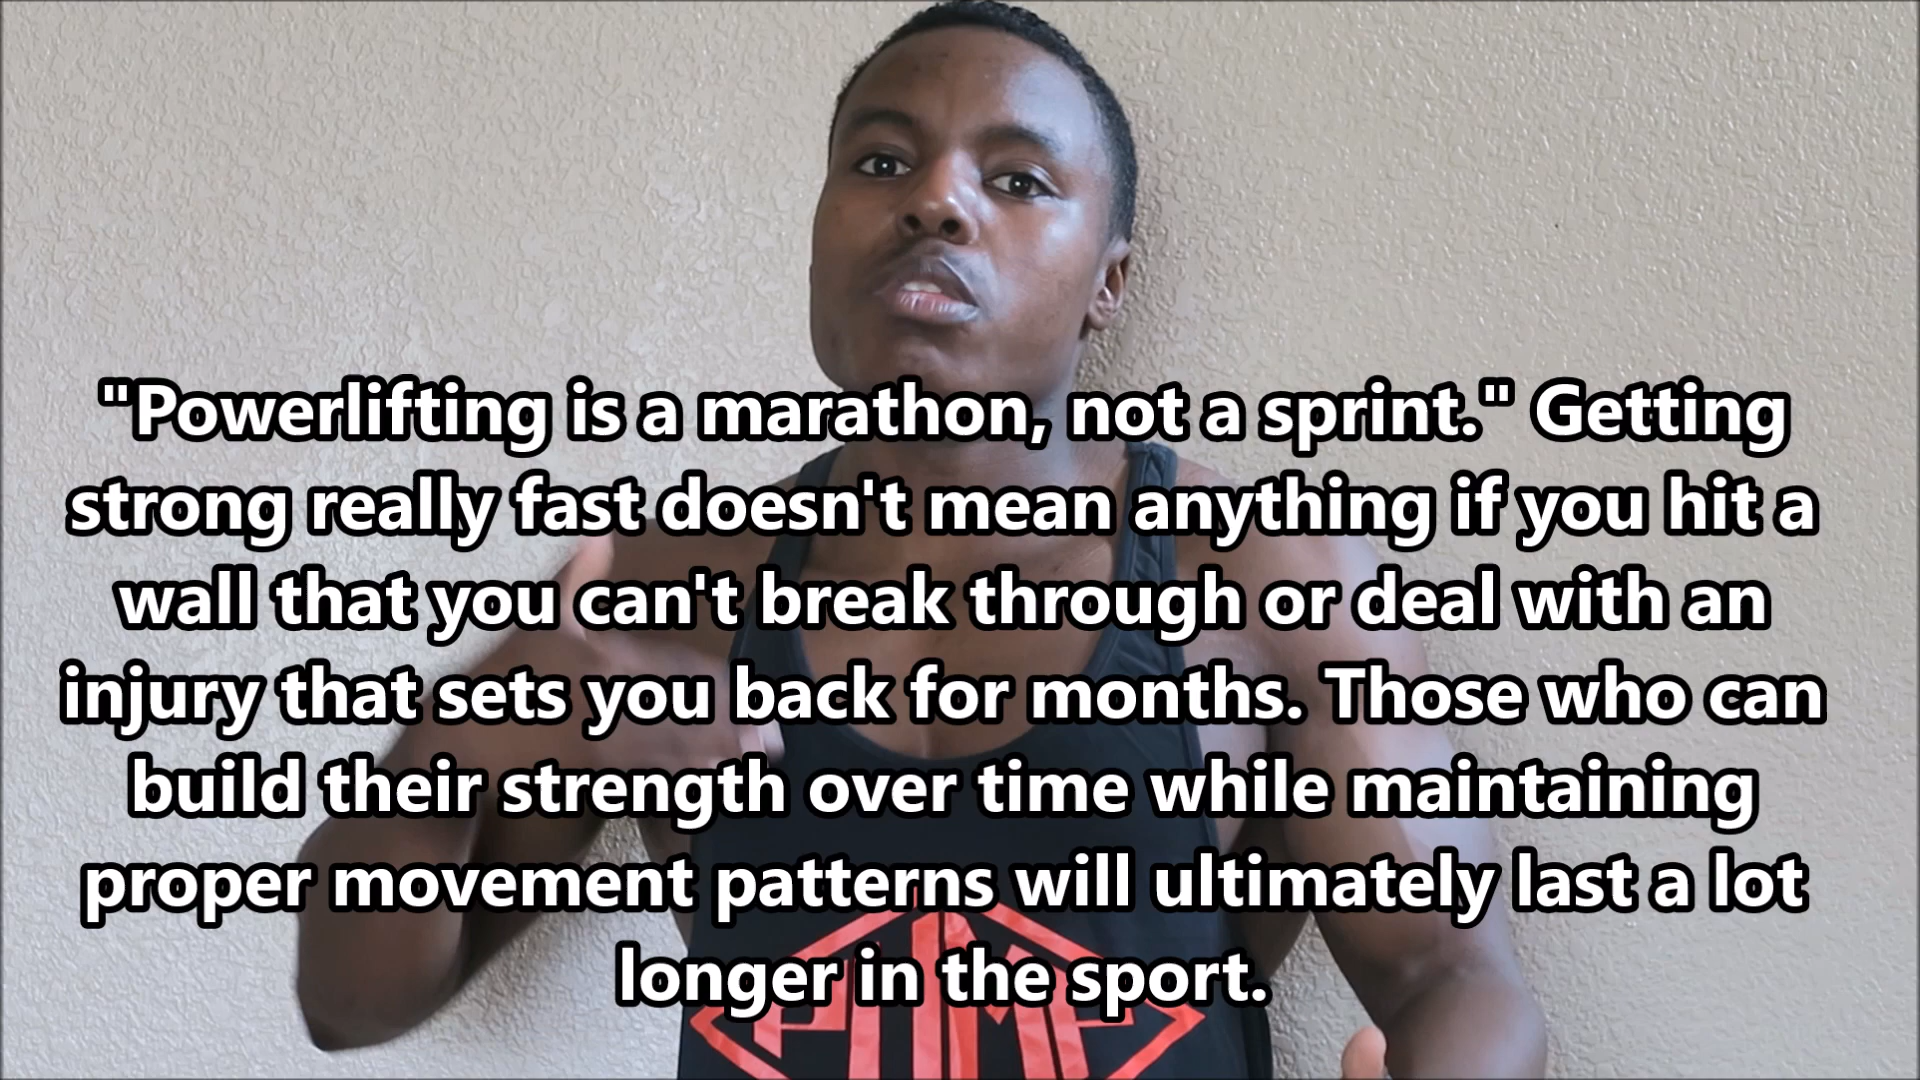 "Powerlifting is a marathon, not a sprint." Getting
strong really fast doesn't mean anything if you hit a
wall that you can't break through or deal with an
injury that sets you back for months. Those who can
build their strength over time while maintaining
proper movement patterns will ultimately last a lot
longer in the sport.